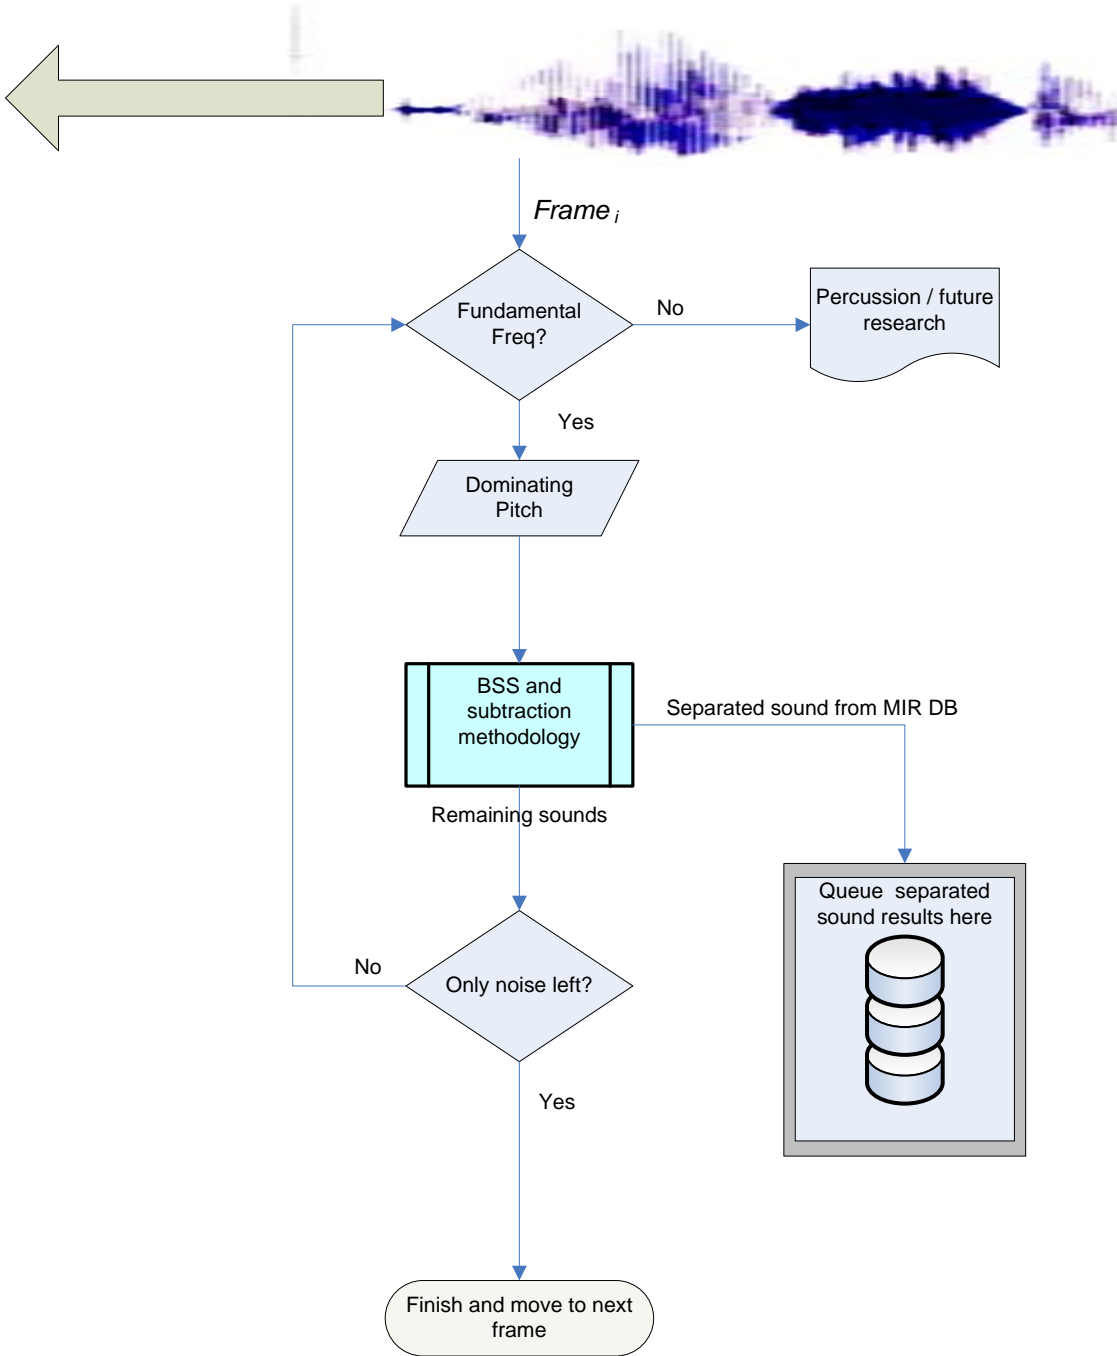 Frame i
Fundamental
Freq?
No
Percussion / future
research
Yes
Dominating
Pitch
BSS and
subtraction
methodology
Separated sound from MIR DB
Remaining sounds
Queue  separated
sound results here
No
Only noise left?
Yes
Finish and move to next
frame